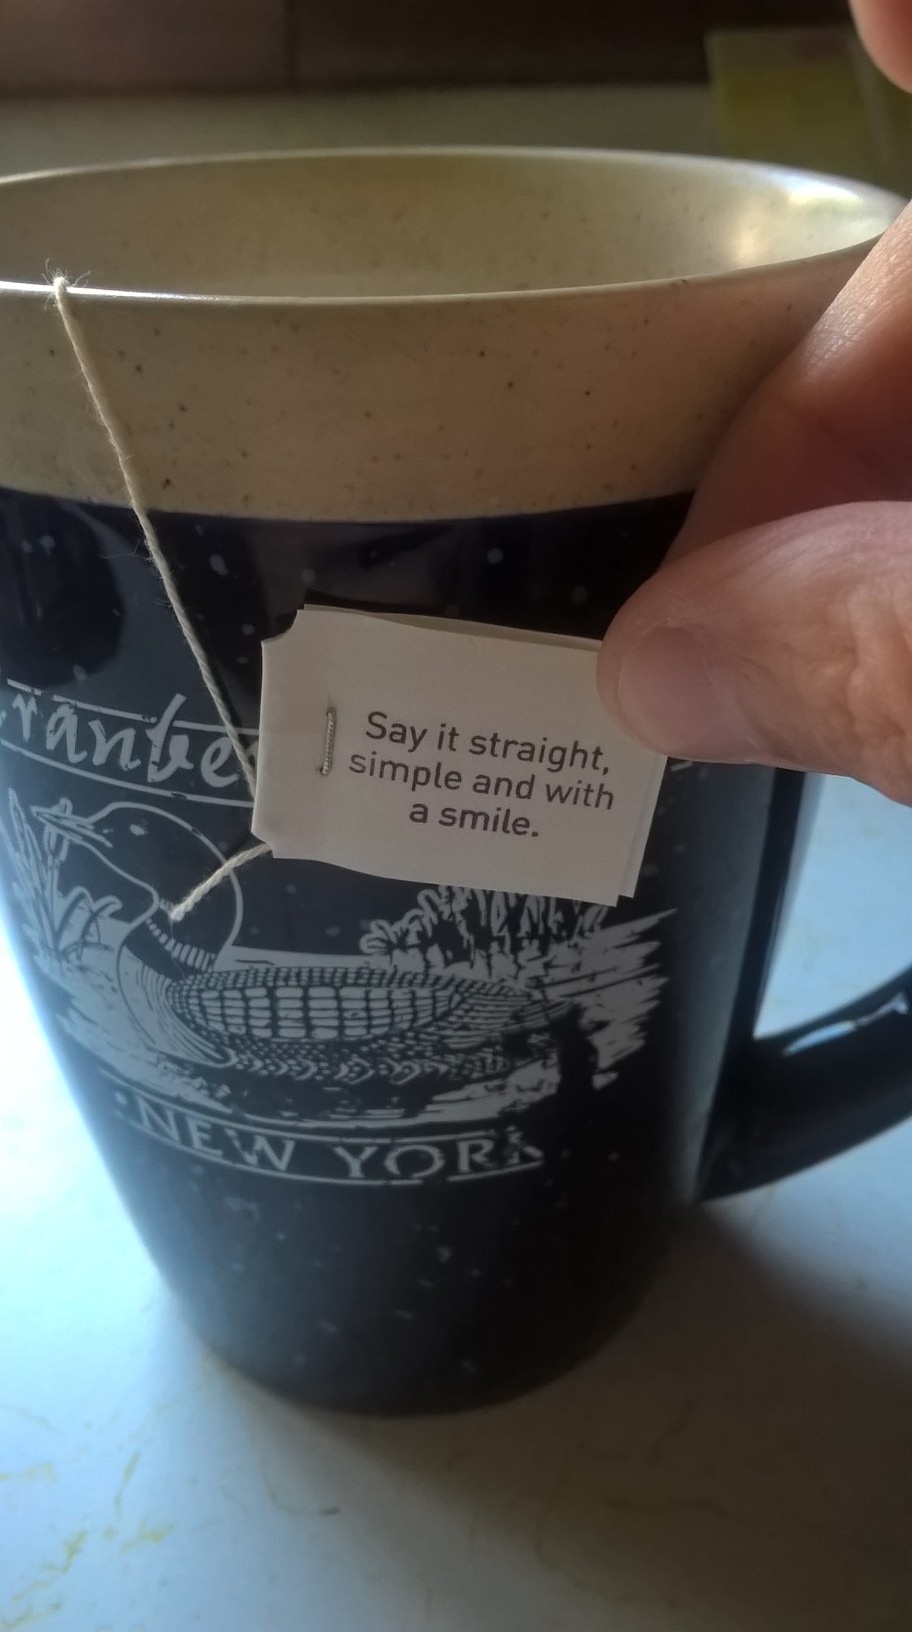 Say it straight,
simple and with
a smile.
NEW YORK